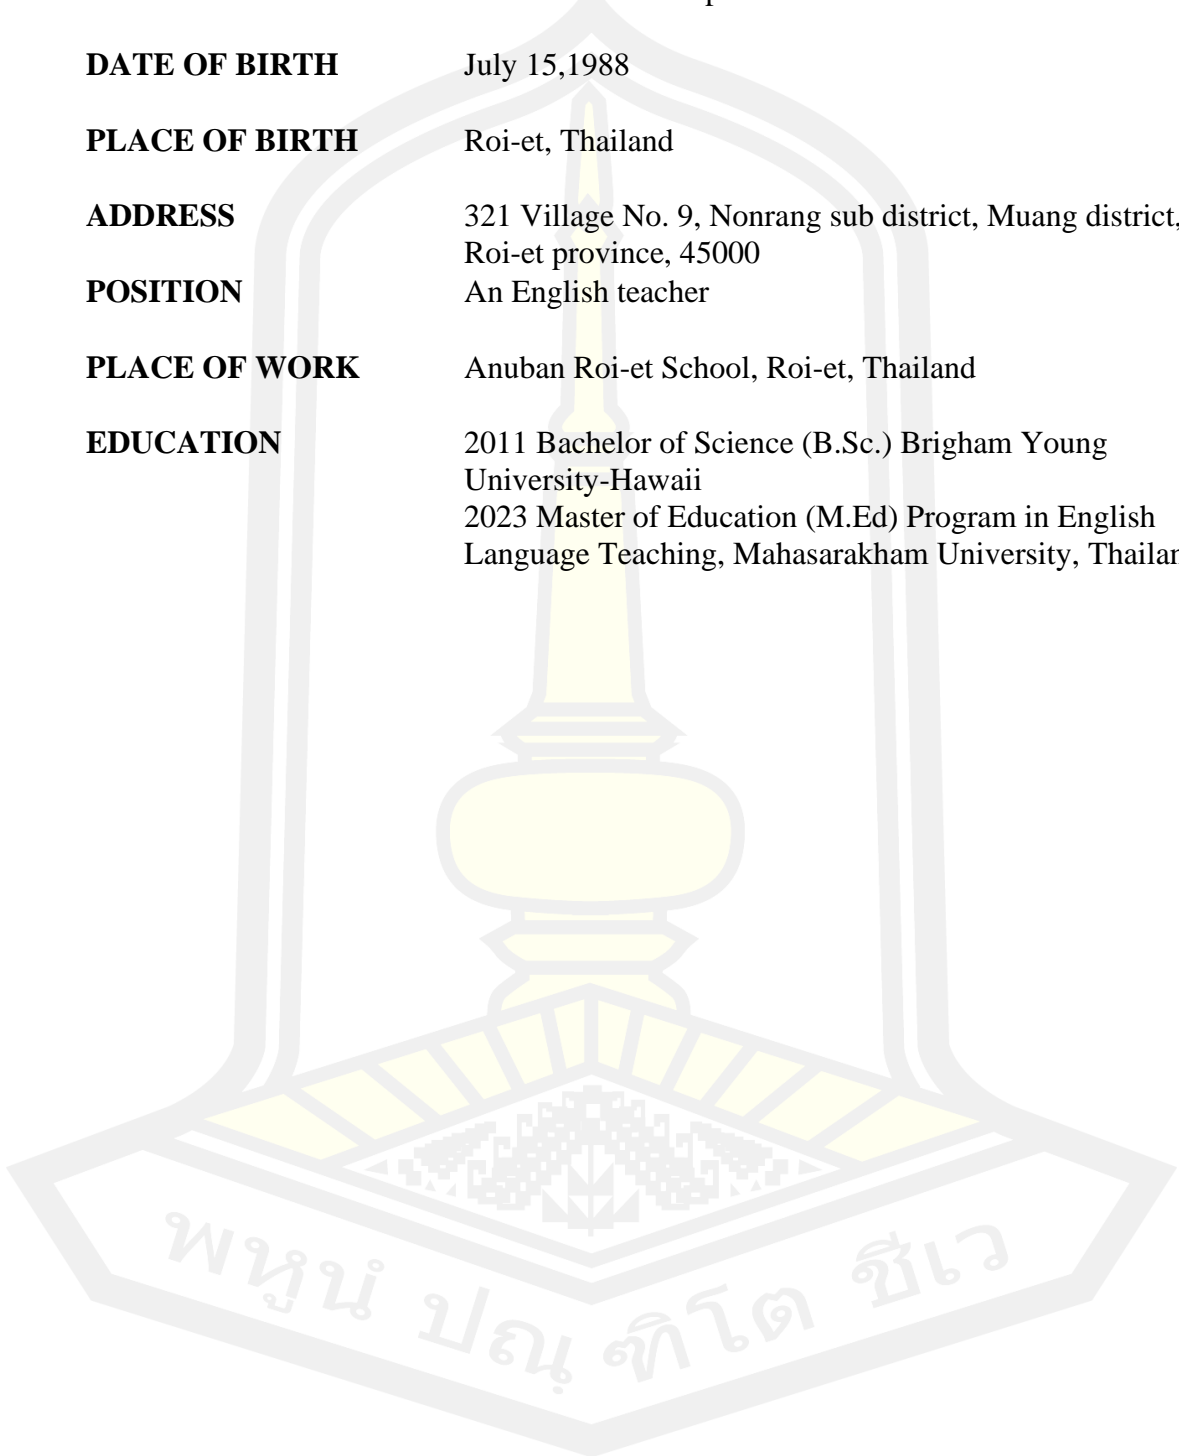 DATE OF BIRTH July 15,1988
PLACE OF BIRTH Roi-et, Thailand
ADDRESS 321 Village No. 9, Nonrang sub district, Muang district,
Roi-et province, 45000
POSITION An English teacher
PLACE OF WORK Anuban Roi-et School, Roi-et, Thailand
EDUCATION 2011 Bachelor of Science (B.Sc.) Brigham Young
University-Hawaii
2023 Master of Education (M.Ed) Program in English
Language Teaching, Mahasarakham University,
พหูนํ ปณฺฑิโต ชีเว